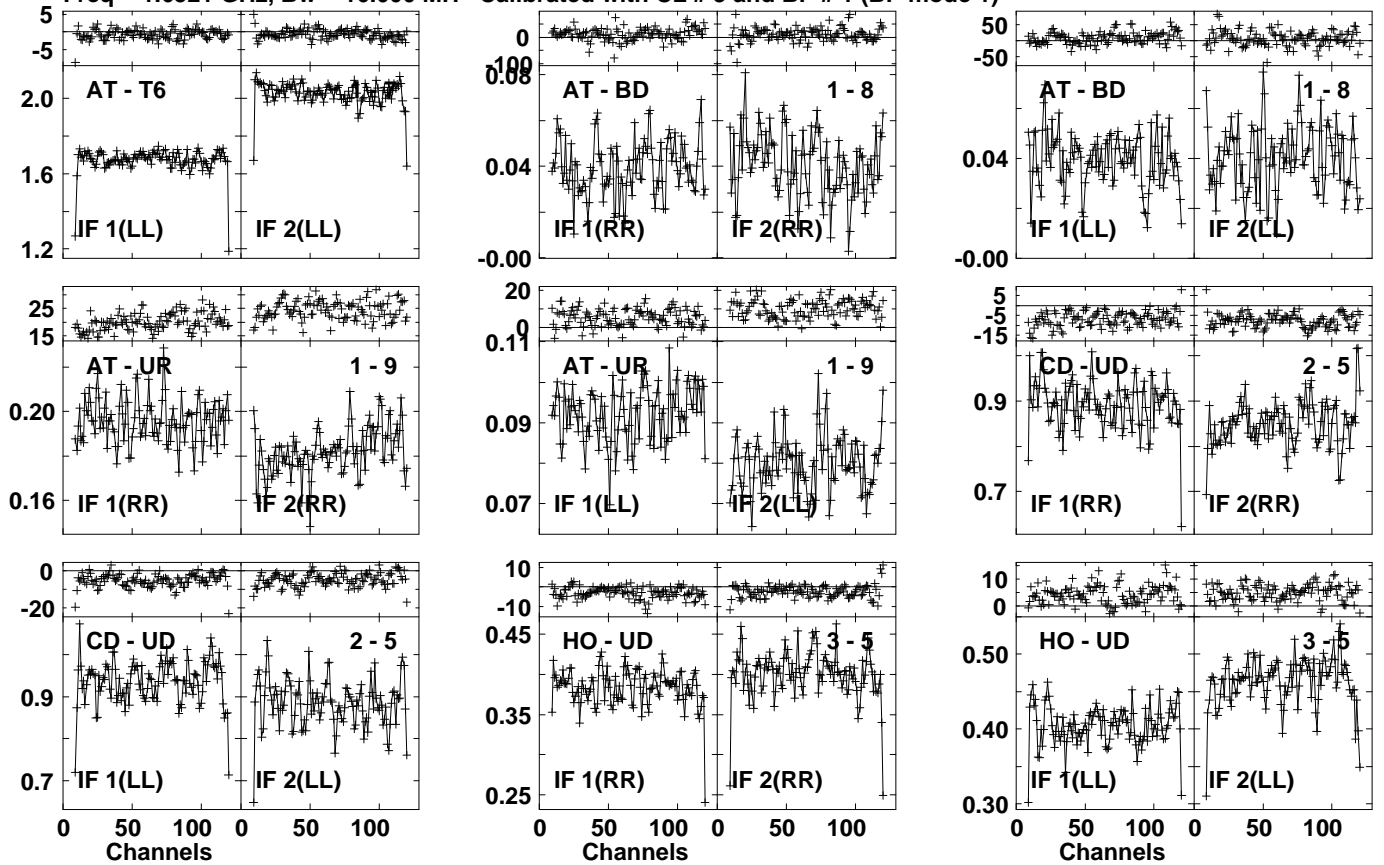 5
-5
AT - T6
2.0
1.6
1.2
IF 1(LL)
IF 2(LL)
0
-100
0.08
AT - BD
1 - 8
0.04
-0.00
IF 1(RR)
IF 2(RR)
50
-50
AT - BD
1 - 8
0.04
-0.00
IF 1(LL)
IF 2(LL)
25
15
AT - UR
1 - 9
0.20
0.16
IF 1(RR)
IF 2(RR)
20
0
0.11
AT - UR
1 - 9
0.09
0.07
IF 1(LL)
IF 2(LL)
5
-5
-15
CD - UD
2 - 5
0.9
0.7
IF 1(RR)
IF 2(RR)
0
-20
CD - UD
2 - 5
0.9
0.7
IF 1(LL)
IF 2(LL)
10
-10
0.45
HO - UD
3 - 5
0.35
0.25
IF 1(RR)
IF 2(RR)
10
0
HO - UD
3 - 5
0.50
0.40
0.30
IF 1(LL)
IF 2(LL)
0 50 100 0 50 100
Channels
0 50 100 0 50 100
Channels
0 50 100 0 50 100
Channels